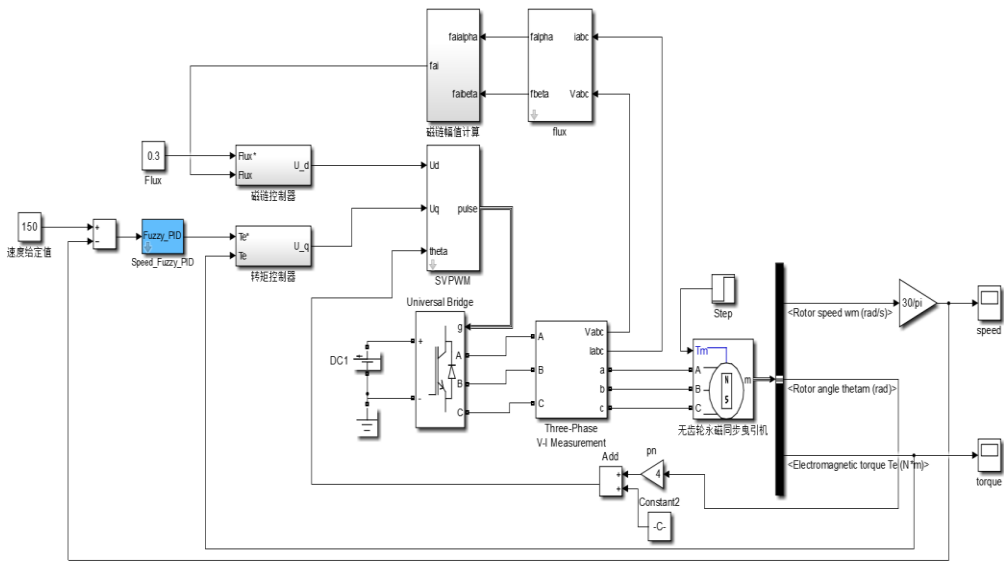 faialpha
fai
faibeta
磁链幅值计算
falpha
iabc
fbeta
Vabc
flux
0.3
Flux
Flux*
U_d
Flux
磁链控制器
Ud
Uq
pulse
theta
SVPWM
150
速度给定值
+
−
Fuzzy_PID
Speed_Fuzzy_PID
Te*
U_q
Te
转矩控制器
Universal Bridge
g
+
A
B
-
C
DC1
Vabc
A
Iabc
B
a
b
C
c
Three-Phase
V-I Measurement
Step
Tm
A
N
m
B
S
C
无齿轮永磁同步曳引机
<Rotor speed wm (rad/s)>
30/pi
speed
<Rotor angle thetam (rad)>
<Electromagnetic torque Te (N*m)>
torque
pn
4
Add
+
+
Constant2
-C-